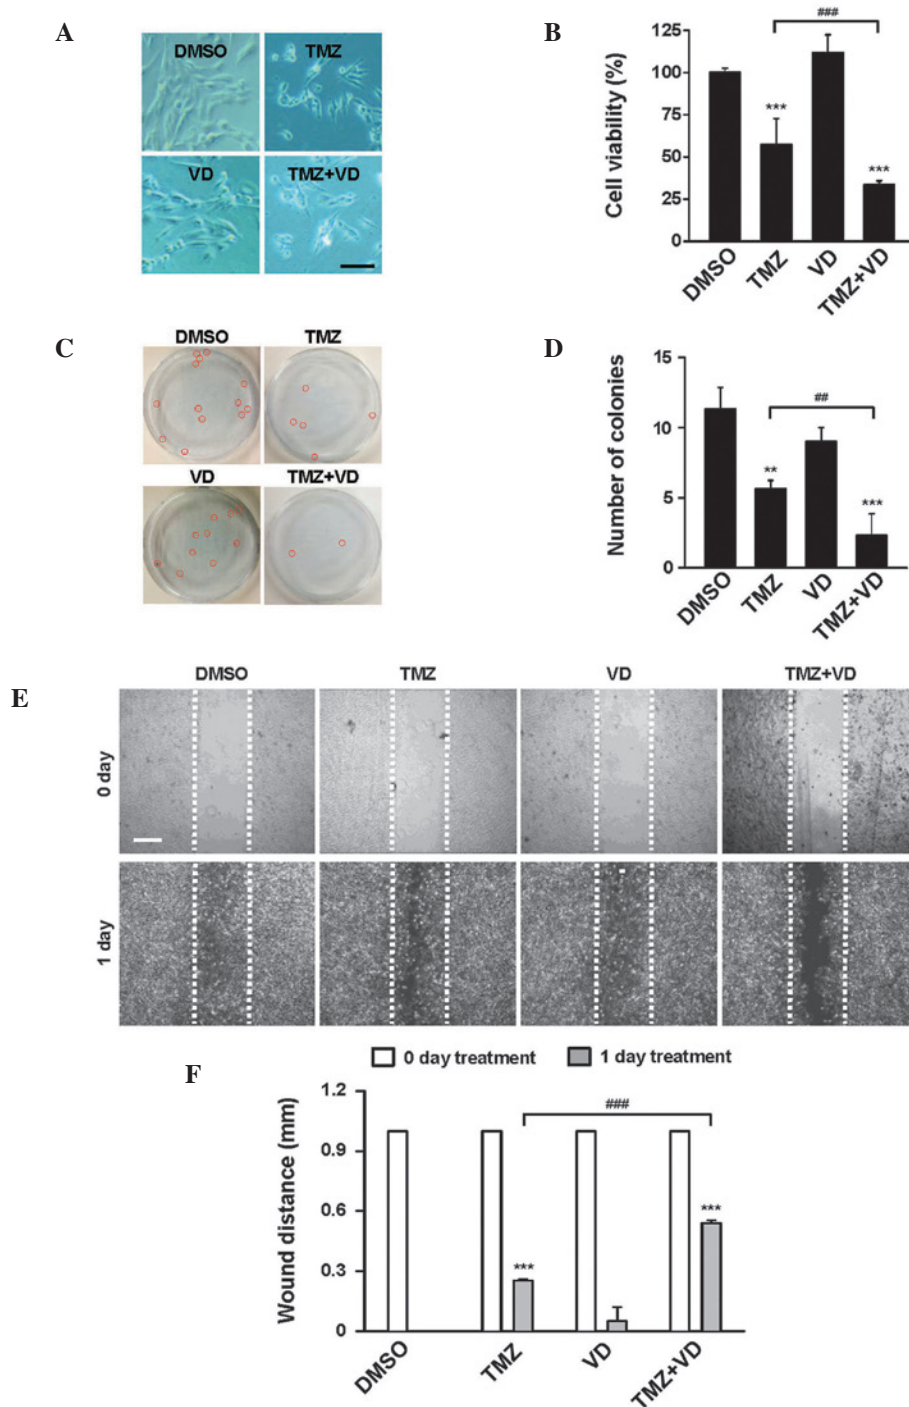 A
DMSO
TMZ
VD
TMZ+VD
B
###
Cell viability (%)
125
100
75
50
25
0
***
***
DMSO
TMZ
VD
TMZ+VD
C
DMSO
TMZ
VD
TMZ+VD
D
Number of colonies
15
10
5
0
##
**
***
DMSO
TMZ
VD
TMZ+VD
E
DMSO
TMZ
VD
TMZ+VD
0 day
1 day
F
0 day treatment
1 day treatment
Wound distance (mm)
1.2
0.9
0.6
0.3
0
###
***
***
DMSO
TMZ
VD
TMZ+VD